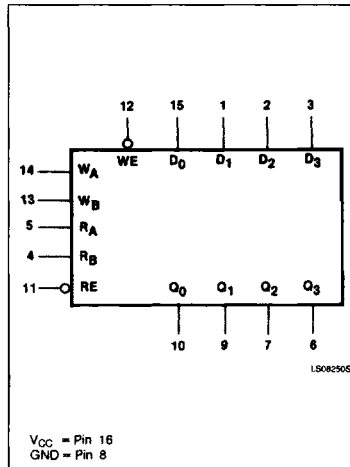 12 15 1 2 3
WE D0 D1 D2 D3
14 WA
13 WB
5 RA
4 RB
11 RE Q0 Q1 Q2 Q3
10 9 7 6
LS08250S
VCC = Pin 16
GND = Pin 8